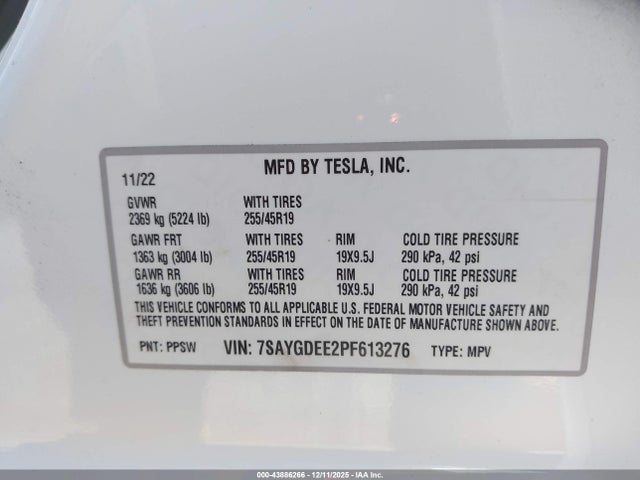 MFD BY TESLA, INC.
11/22
GVWR WITH TIRES
2369 kg (5224 lb) 255/45R19
GAWR FRT WITH TIRES RIM COLD TIRE PRESSURE
1363 kg (3004 lb) 255/45R19 19X9.5J 290 kPa, 42 psi
GAWR RR WITH TIRES RIM COLD TIRE PRESSURE
1636 kg (3606 lb) 255/45R19 19X9.5J 290 kPa, 42 psi
THIS VEHICLE CONFORMS TO ALL APPLICABLE U.S. FEDERAL MOTOR VEHICLE SAFETY AND
THEFT PREVENTION STANDARDS IN EFFECT ON THE DATE OF MANUFACTURE SHOWN ABOVE.
PNT: PPSW VIN: 7SAYGDEE2PF613276 TYPE: MPV
000-43886266 - 12/11/2025 - IAA Inc.